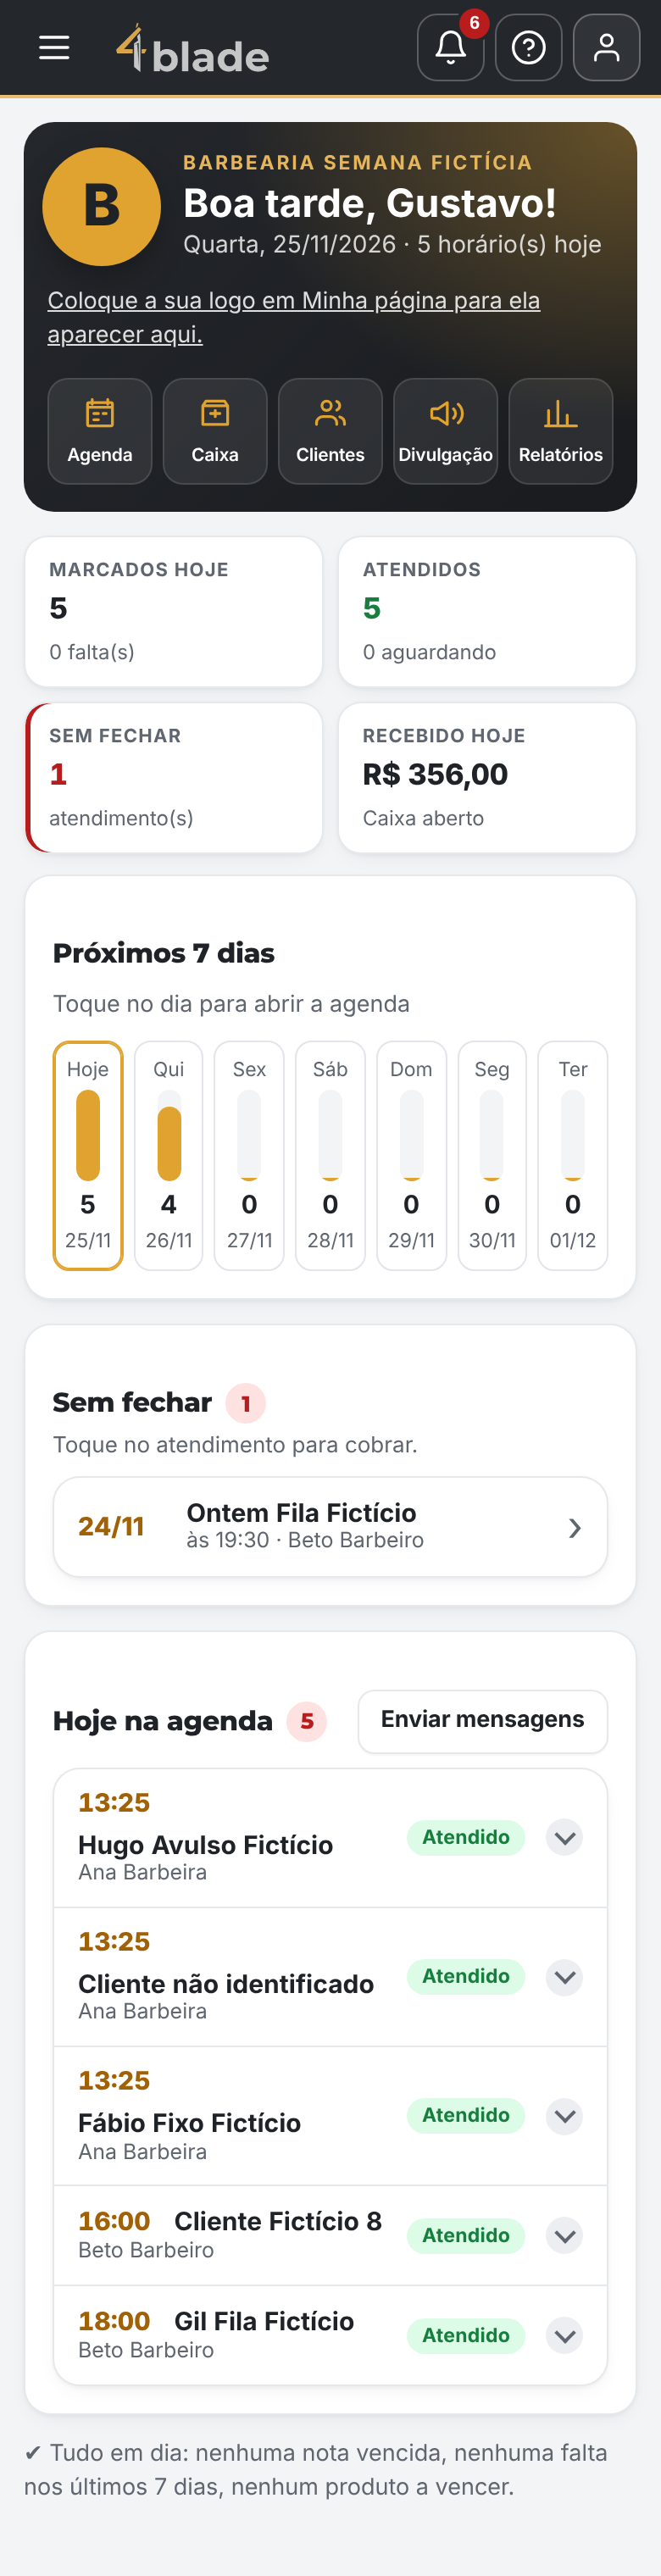 4blade
6
B
BARBEARIA SEMANA FICTÍCIA
Boa tarde, Gustavo!
Quarta, 25/11/2026 · 5 horário(s) hoje
Coloque a sua logo em Minha página para ela
aparecer aqui.
Agenda
Caixa
Clientes
Divulgação
Relatórios
MARCADOS HOJE
5
0 falta(s)
ATENDIDOS
5
0 aguardando
SEM FECHAR
1
atendimento(s)
RECEBIDO HOJE
R$ 356,00
Caixa aberto
Próximos 7 dias
Toque no dia para abrir a agenda
Hoje Qui Sex Sáb Dom Seg Ter
5 4 0 0 0 0 0
25/11 26/11 27/11 28/11 29/11 30/11 01/12
Sem fechar 1
Toque no atendimento para cobrar.
24/11
Ontem Fila Fictício
às 19:30 · Beto Barbeiro
Hoje na agenda 5
Enviar mensagens
13:25
Hugo Avulso Fictício
Ana Barbeira
Atendido
13:25
Cliente não identificado
Ana Barbeira
Atendido
13:25
Fábio Fixo Fictício
Ana Barbeira
Atendido
16:00 Cliente Fictício 8
Beto Barbeiro
Atendido
18:00 Gil Fila Fictício
Beto Barbeiro
Atendido
✔ Tudo em dia: nenhuma nota vencida, nenhuma falta
nos últimos 7 dias, nenhum produto a vencer.